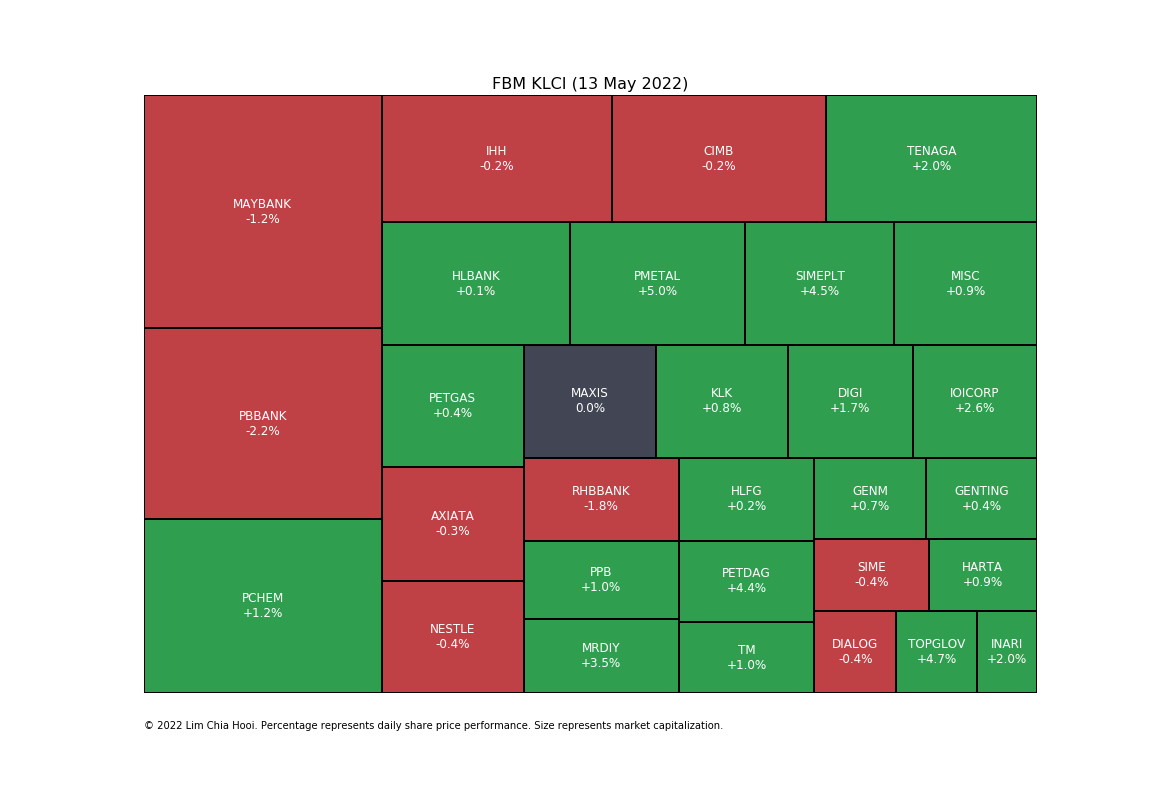 FBM KLCI (13 May 2022)
MAYBANK
-1.2%
PBBANK
-2.2%
PCHEM
+1.2%
IHH
-0.2%
CIMB
-0.2%
TENAGA
+2.0%
HLBANK
+0.1%
PMETAL
+5.0%
SIMEPLT
+4.5%
MISC
+0.9%
PETGAS
+0.4%
AXIATA
-0.3%
NESTLE
-0.4%
MAXIS
0.0%
KLK
+0.8%
DIGI
+1.7%
IOICORP
+2.6%
RHBBANK
-1.8%
PPB
+1.0%
MRDIY
+3.5%
HLFG
+0.2%
PETDAG
+4.4%
TM
+1.0%
GENM
+0.7%
GENTING
+0.4%
SIME
-0.4%
HARTA
+0.9%
DIALOG
-0.4%
TOPGLOV
+4.7%
INARI
+2.0%
© 2022 Lim Chia Hooi. Percentage represents daily share price performance. Size represents market capitalization.